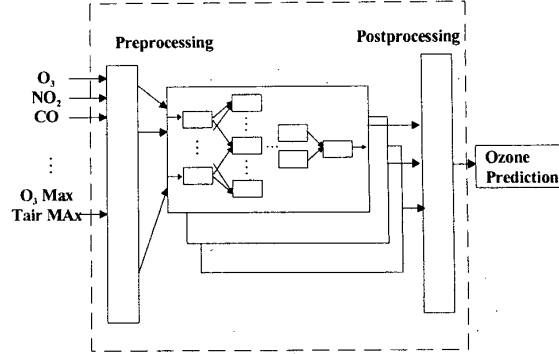 Preprocessing
Postprocessing
O₃
NO₂
CO
O₃ Max
Tair MAx
Ozone
Prediction